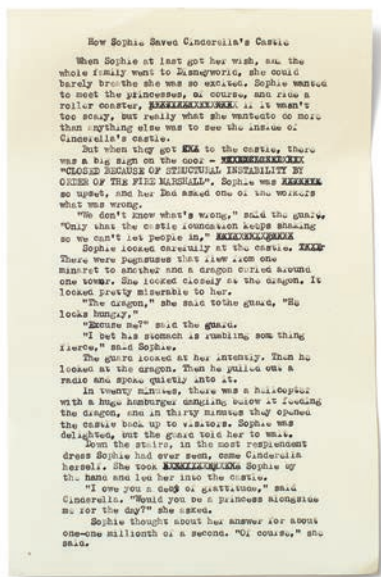 How Sophie Saved Cinderella's Castle
When Sophie at last got her wish, and the
whole family went to Disneyworld, she could
barely breathe she was so excited. Sophie wanted
to meet the princesses, of course, and ride a
roller coaster, if it wasn't
too scary, but really what she wantedto do more
than anything else was to see the inside of
Cinderella's castle.
But when they got to the castle, there
was a big sign on the door -
"CLOSED BECAUSE OF STRUCTURAL INSTABILITY BY
ORDER OF THE FIRE MARSHALL". Sophie was
so upset, and her Dad asked one of the workers
what was wrong.
"We don't know what's wrong," said the guard,
"Only that the castle foundation keeps shaking
so we can't let people in,"
Sophie looked carefully at the castle.
There were pegasuses that flew from one
minaret to another and a dragon curled around
one tower. She looked closely at the dragon. It
looked pretty miserable to her.
"The dragon," she said tothe guard, "He
looks hungry,"
"Excuse me?" said the guard.
"I bet his stomach is rumbling som thing
fierce," said Sophie.
The guard looked at her intently. Then he
looked at the dragon. Then he pulled out a
radio and spoke quietly into it.
In twenty minutes, there was a helicopter
with a huge hamburger dangling below it feeding
the dragon, and in thirty minutes they opened
the castle back up to visitors. Sophie was
delighted, but the guard told her to wait.
Down the stairs, in the most resplendent
dress Sophie had ever seen, came Cinderella
herself. She took Sophie by
the hand and led her into the castle.
"I owe you a debt of grattitude," said
Cinderella. "Would you be a princess alongside
me for the day?" she asked.
Sophie thought about her answer for about
one-one millionth of a second. "Of course," she
said.